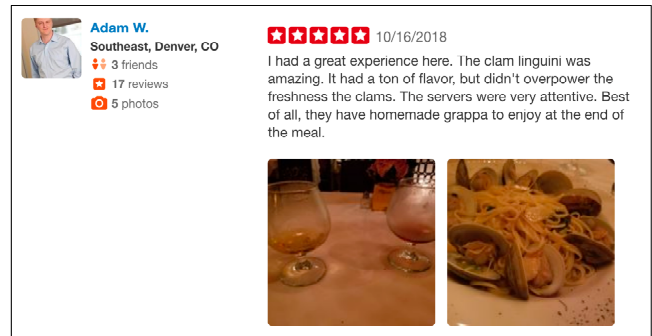 Adam W.
Southeast, Denver, CO
3 friends
17 reviews
5 photos
10/16/2018
I had a great experience here. The clam linguini was
amazing. It had a ton of flavor, but didn't overpower the
freshness the clams. The servers were very attentive. Best
of all, they have homemade grappa to enjoy at the end of
the meal.